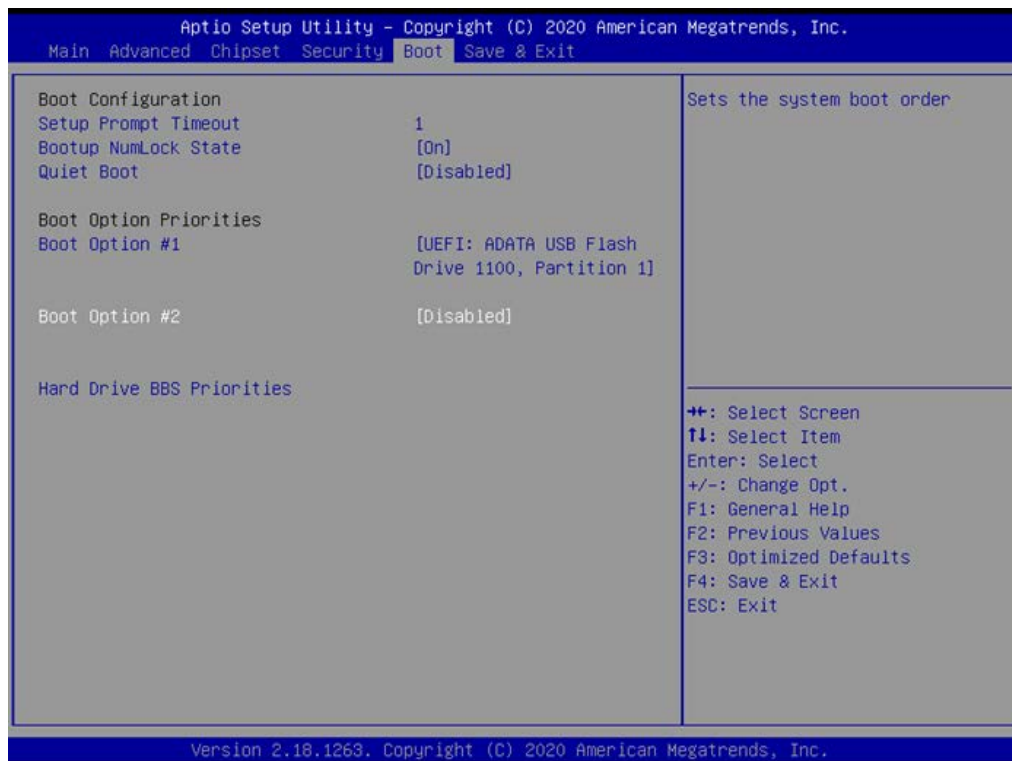 Aptio Setup Utility – Copyright (C) 2020 American Megatrends, Inc.
Main Advanced Chipset Security Boot Save & Exit
Boot Configuration
Setup Prompt Timeout 1
Bootup NumLock State [On]
Quiet Boot [Disabled]
Boot Option Priorities
Boot Option #1 [UEFI: ADATA USB Flash
Drive 1100, Partition 1]
Boot Option #2 [Disabled]
Hard Drive BBS Priorities
Sets the system boot order
→←: Select Screen
↑↓: Select Item
Enter: Select
+/-: Change Opt.
F1: General Help
F2: Previous Values
F3: Optimized Defaults
F4: Save & Exit
ESC: Exit
Version 2.18.1263. Copyright (C) 2020 American Megatrends, Inc.